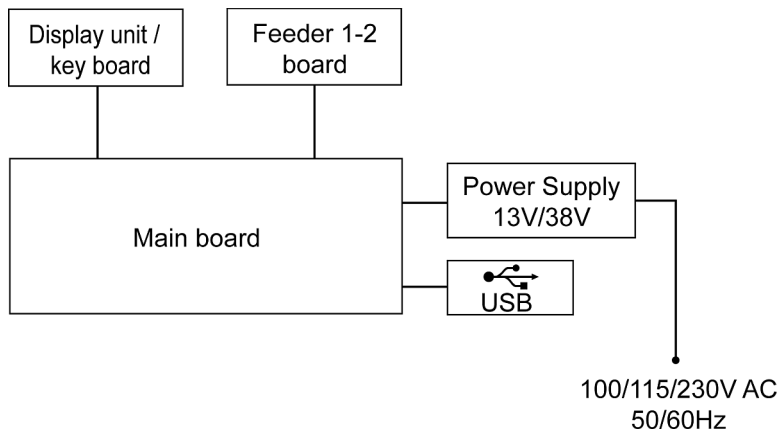 Display unit /
key board
Feeder 1-2
board
Main board
Power Supply
13V/38V
USB
100/115/230V AC
50/60Hz